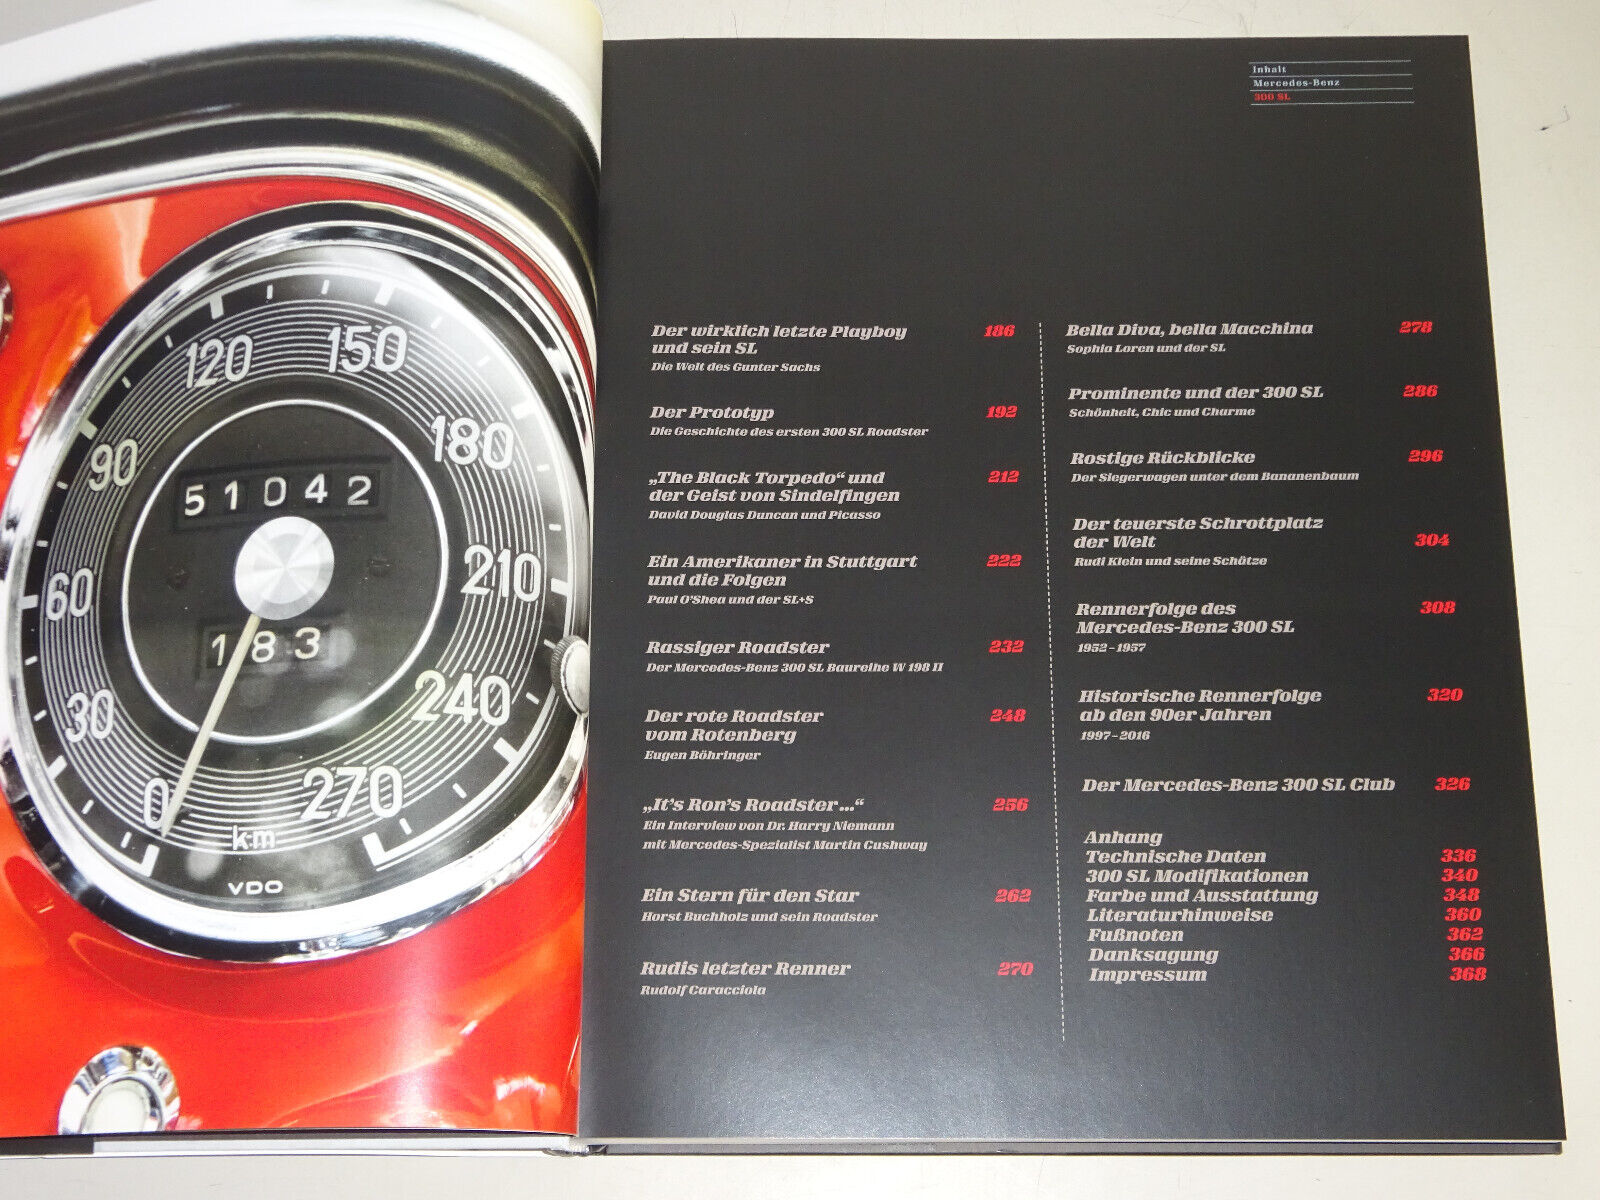 120
150
90
180
51042
60
210
183
30
240
0
270
km
VDO
Inhalt
Mercedes-Benz
300 SL
Der wirklich letzte Playboy 186
und sein SL
Die Welt des Gunter Sachs
Der Prototyp 192
Die Geschichte des ersten 300 SL Roadster
„The Black Torpedo“ und 212
der Geist von Sindelfingen
David Douglas Duncan und Picasso
Ein Amerikaner in Stuttgart 222
und die Folgen
Paul O'Shea und der SL+S
Rassiger Roadster 232
Der Mercedes-Benz 300 SL Baureihe W 198 II
Der rote Roadster 248
vom Rotenberg
Eugen Böhringer
„It's Ron's Roadster...“ 256
Ein Interview von Dr. Harry Niemann
mit Mercedes-Spezialist Martin Cushway
Ein Stern für den Star 262
Horst Buchholz und sein Roadster
Rudis letzter Renner 270
Rudolf Caracciola
Bella Diva, bella Macchina 278
Sophia Loren und der SL
Prominente und der 300 SL 286
Schönheit, Chic und Charme
Rostige Rückblicke 296
Der Siegerwagen unter dem Bananenbaum
Der teuerste Schrottplatz
der Welt 304
Rudi Klein und seine Schätze
Rennerfolge des 308
Mercedes-Benz 300 SL
1952–1957
Historische Rennerfolge 320
ab den 90er Jahren
1997–2016
Der Mercedes-Benz 300 SL Club 326
Anhang
Technische Daten 336
300 SL Modifikationen 340
Farbe und Ausstattung 348
Literaturhinweise 360
Fußnoten 362
Danksagung 366
Impressum 368